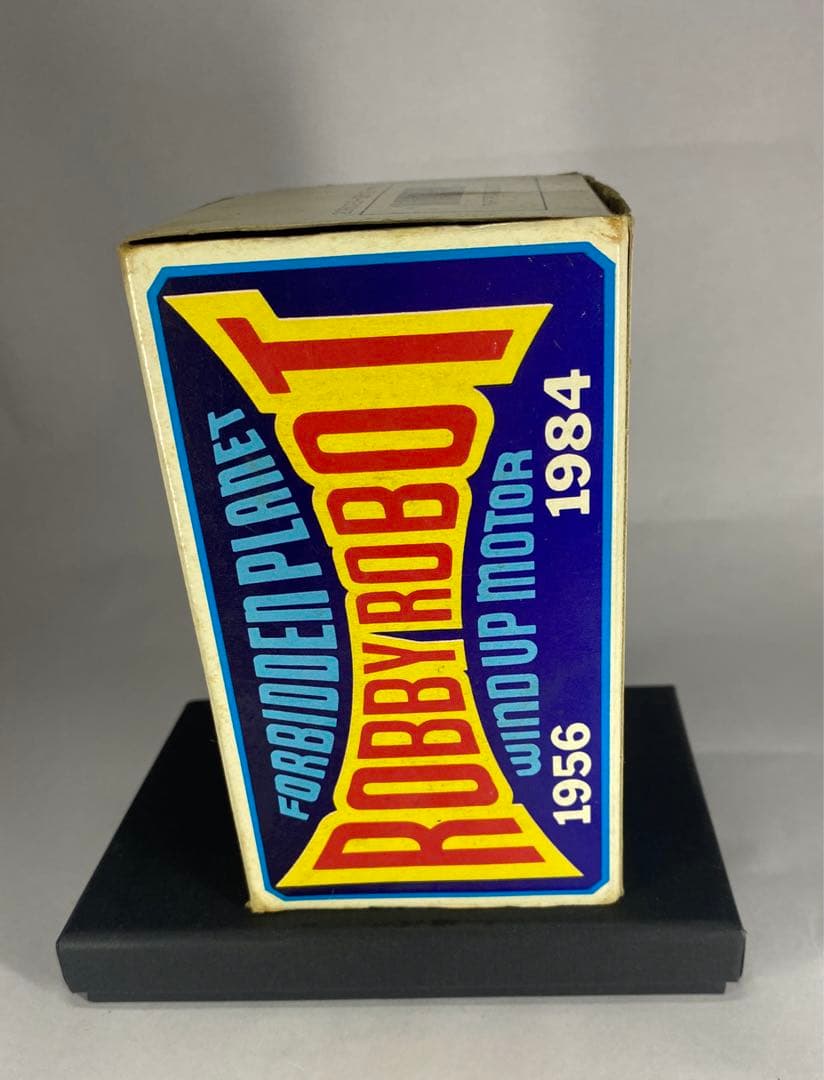 FORBIDDEN PLANET
ROBBY ROBOT
WIND UP MOTOR
1956 1984